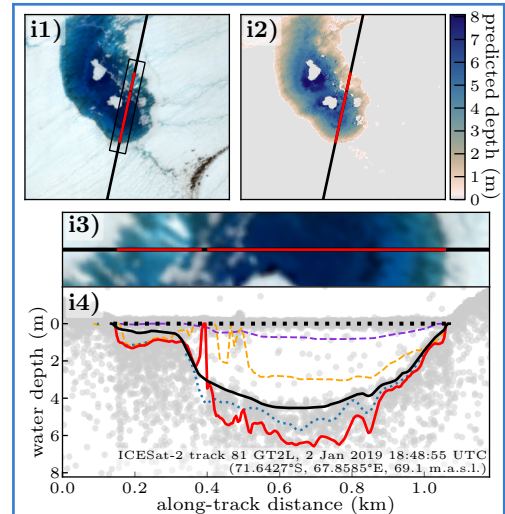 i1)
i2)
8
7
6
5
4
3
2
1
0
predicted depth (m)
i3)
i4)
0
2
4
6
8
water depth (m)
ICESat-2 track 81 GT2L, 2 Jan 2019 18:48:55 UTC
(71.6427°S, 67.8585°E, 69.1 m.a.s.l.)
0.0 0.2 0.4 0.6 0.8 1.0
along-track distance (km)